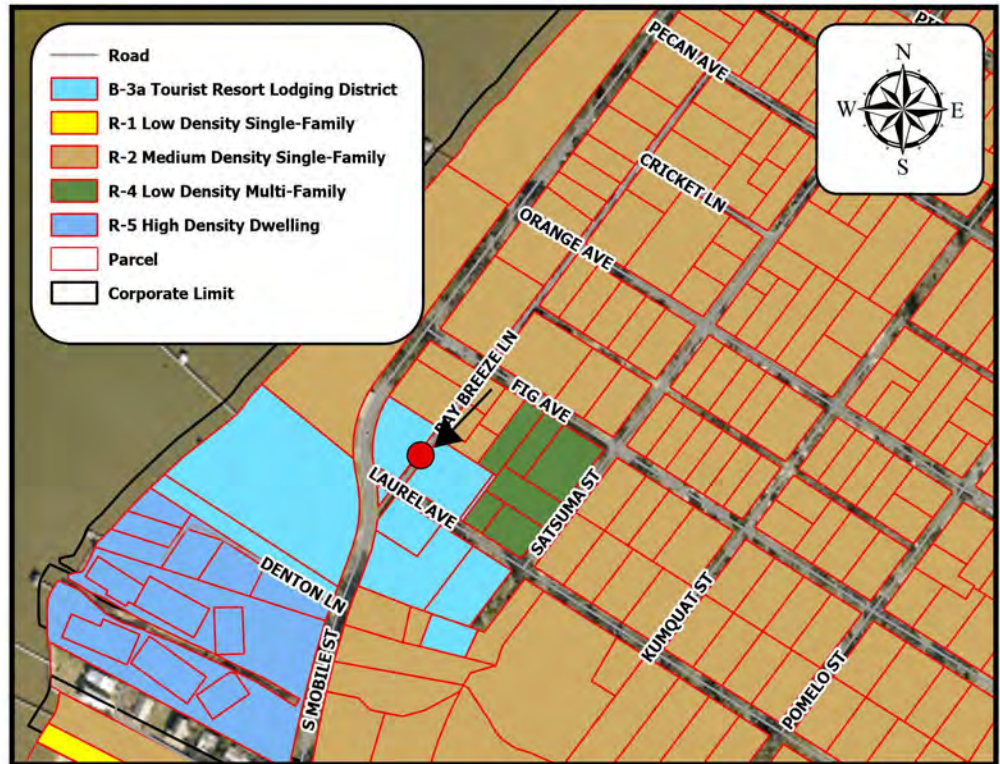 Road
B-3a Tourist Resort Lodging District
R-1 Low Density Single-Family
R-2 Medium Density Single-Family
R-4 Low Density Multi-Family
R-5 High Density Dwelling
Parcel
Corporate Limit
N
W
E
S
PECAN AVE
CRICKET LN
ORANGE AVE
BAY BREEZE LN
FIG AVE
LAUREL AVE
SATSUMA ST
DENTON LN
S MOBILE ST
KUMQUAT ST
POMELO ST